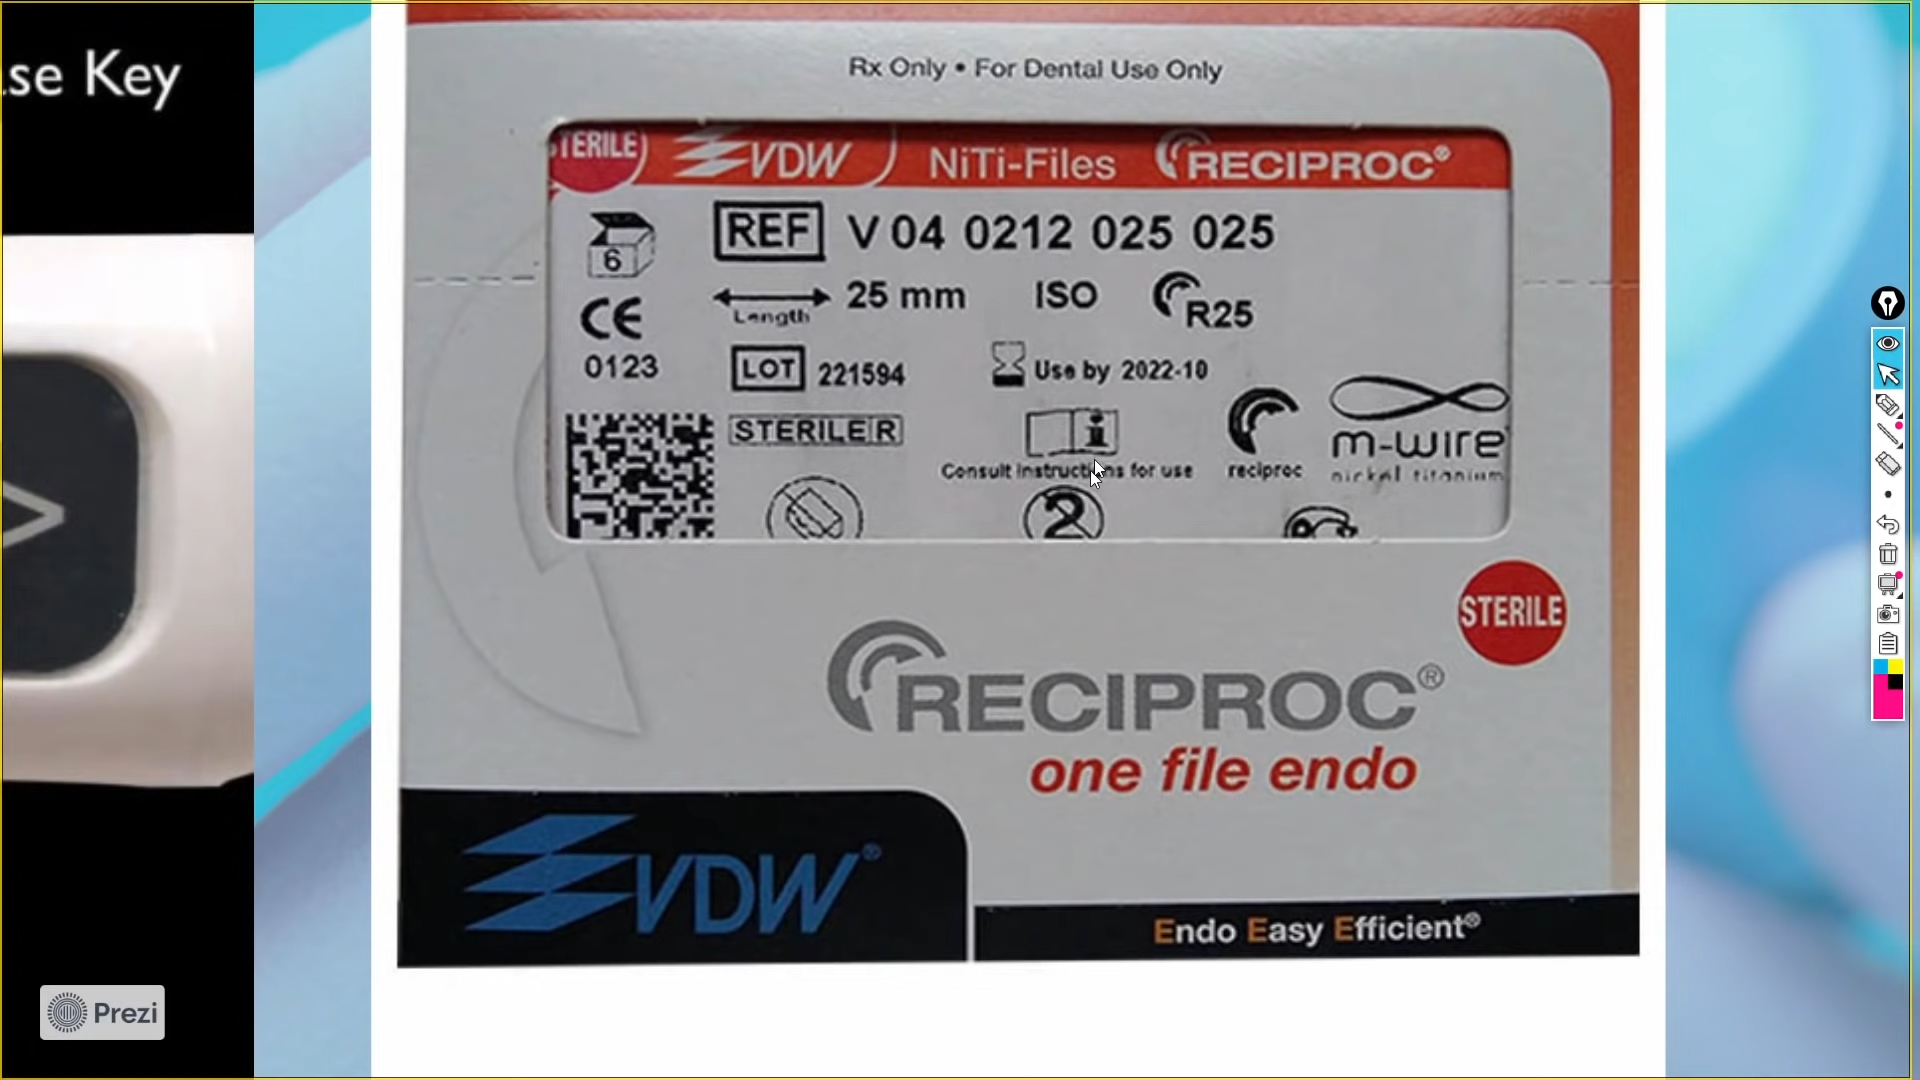 se Key
Rx Only • For Dental Use Only
STERILE VDW NiTi-Files RECIPROC®
6
REF V 04 0212 025 025
Length 25 mm ISO R25
CE
0123
LOT 221594 Use by 2022-10
STERILE R
Consult instructions for use
reciproc
m-wire
nickel titanium
2
STERILE
RECIPROC®
one file endo
VDW®
Endo Easy Efficient®
Prezi